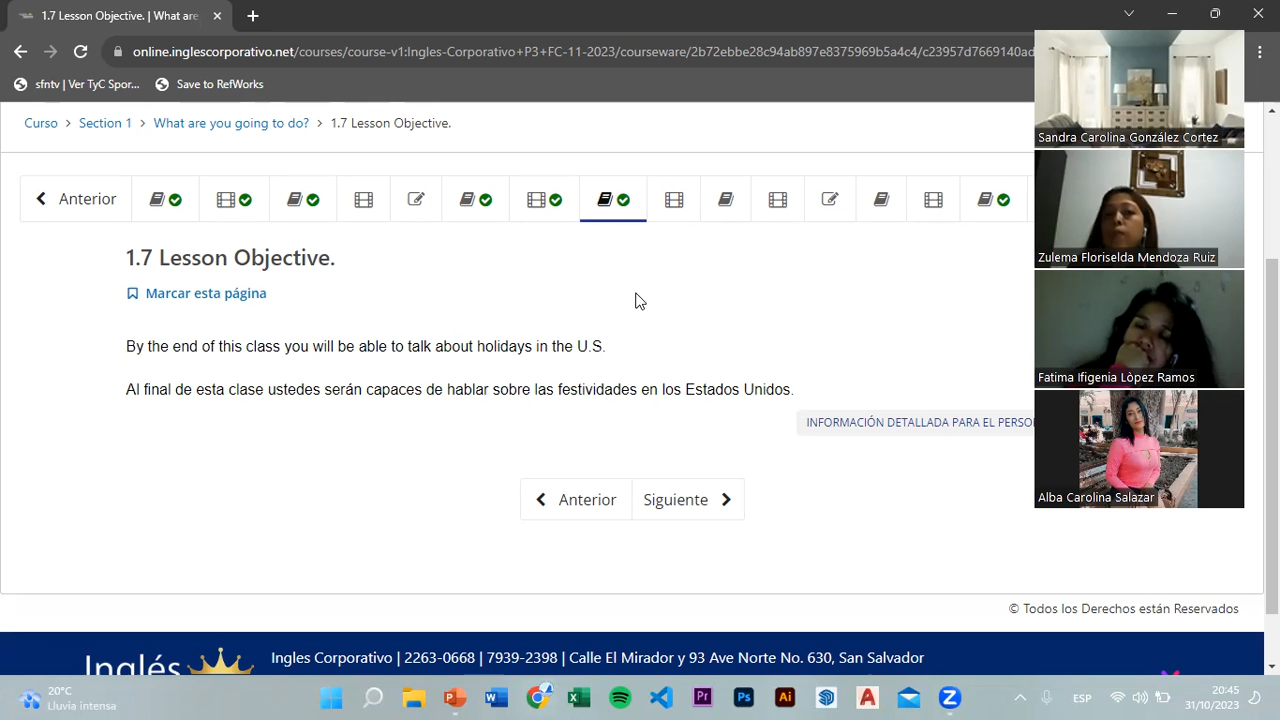 1.7 Lesson Objective. | What are
online.inglescorporativo.net/courses/course-v1:Ingles-Corporativo+P3+FC-11-2023/courseware/2b72ebbe28c94ab897e8375969b5a4c4/c23957d7669140ad
sfntv | Ver TyC Spor...
Save to RefWorks
Curso > Section 1 > What are you going to do? > 1.7 Lesson Objective.
Anterior
1.7 Lesson Objective.
Marcar esta página
By the end of this class you will be able to talk about holidays in the U.S.
Al final de esta clase ustedes serán capaces de hablar sobre las festividades en los Estados Unidos.
INFORMACIÓN DETALLADA PARA EL PERSO
Anterior
Siguiente
© Todos los Derechos están Reservados
Inglés
Ingles Corporativo | 2263-0668 | 7939-2398 | Calle El Mirador y 93 Ave Norte No. 630, San Salvador
Sandra Carolina González Cortez
Zulema Floriselda Mendoza Ruiz
Fatima Ifigenia Lòpez Ramos
Alba Carolina Salazar
20°C
Lluvia intensa
ESP
20:45
31/10/2023